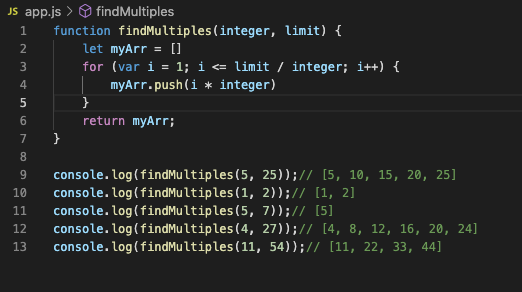 JS app.js > findMultiples
1 function findMultiples(integer, limit) {
2     let myArr = []
3     for (var i = 1; i <= limit / integer; i++) {
4         myArr.push(i * integer)
5     }
6     return myArr;
7 }
8
9 console.log(findMultiples(5, 25));// [5, 10, 15, 20, 25]
10 console.log(findMultiples(1, 2));// [1, 2]
11 console.log(findMultiples(5, 7));// [5]
12 console.log(findMultiples(4, 27));// [4, 8, 12, 16, 20, 24]
13 console.log(findMultiples(11, 54));// [11, 22, 33, 44]